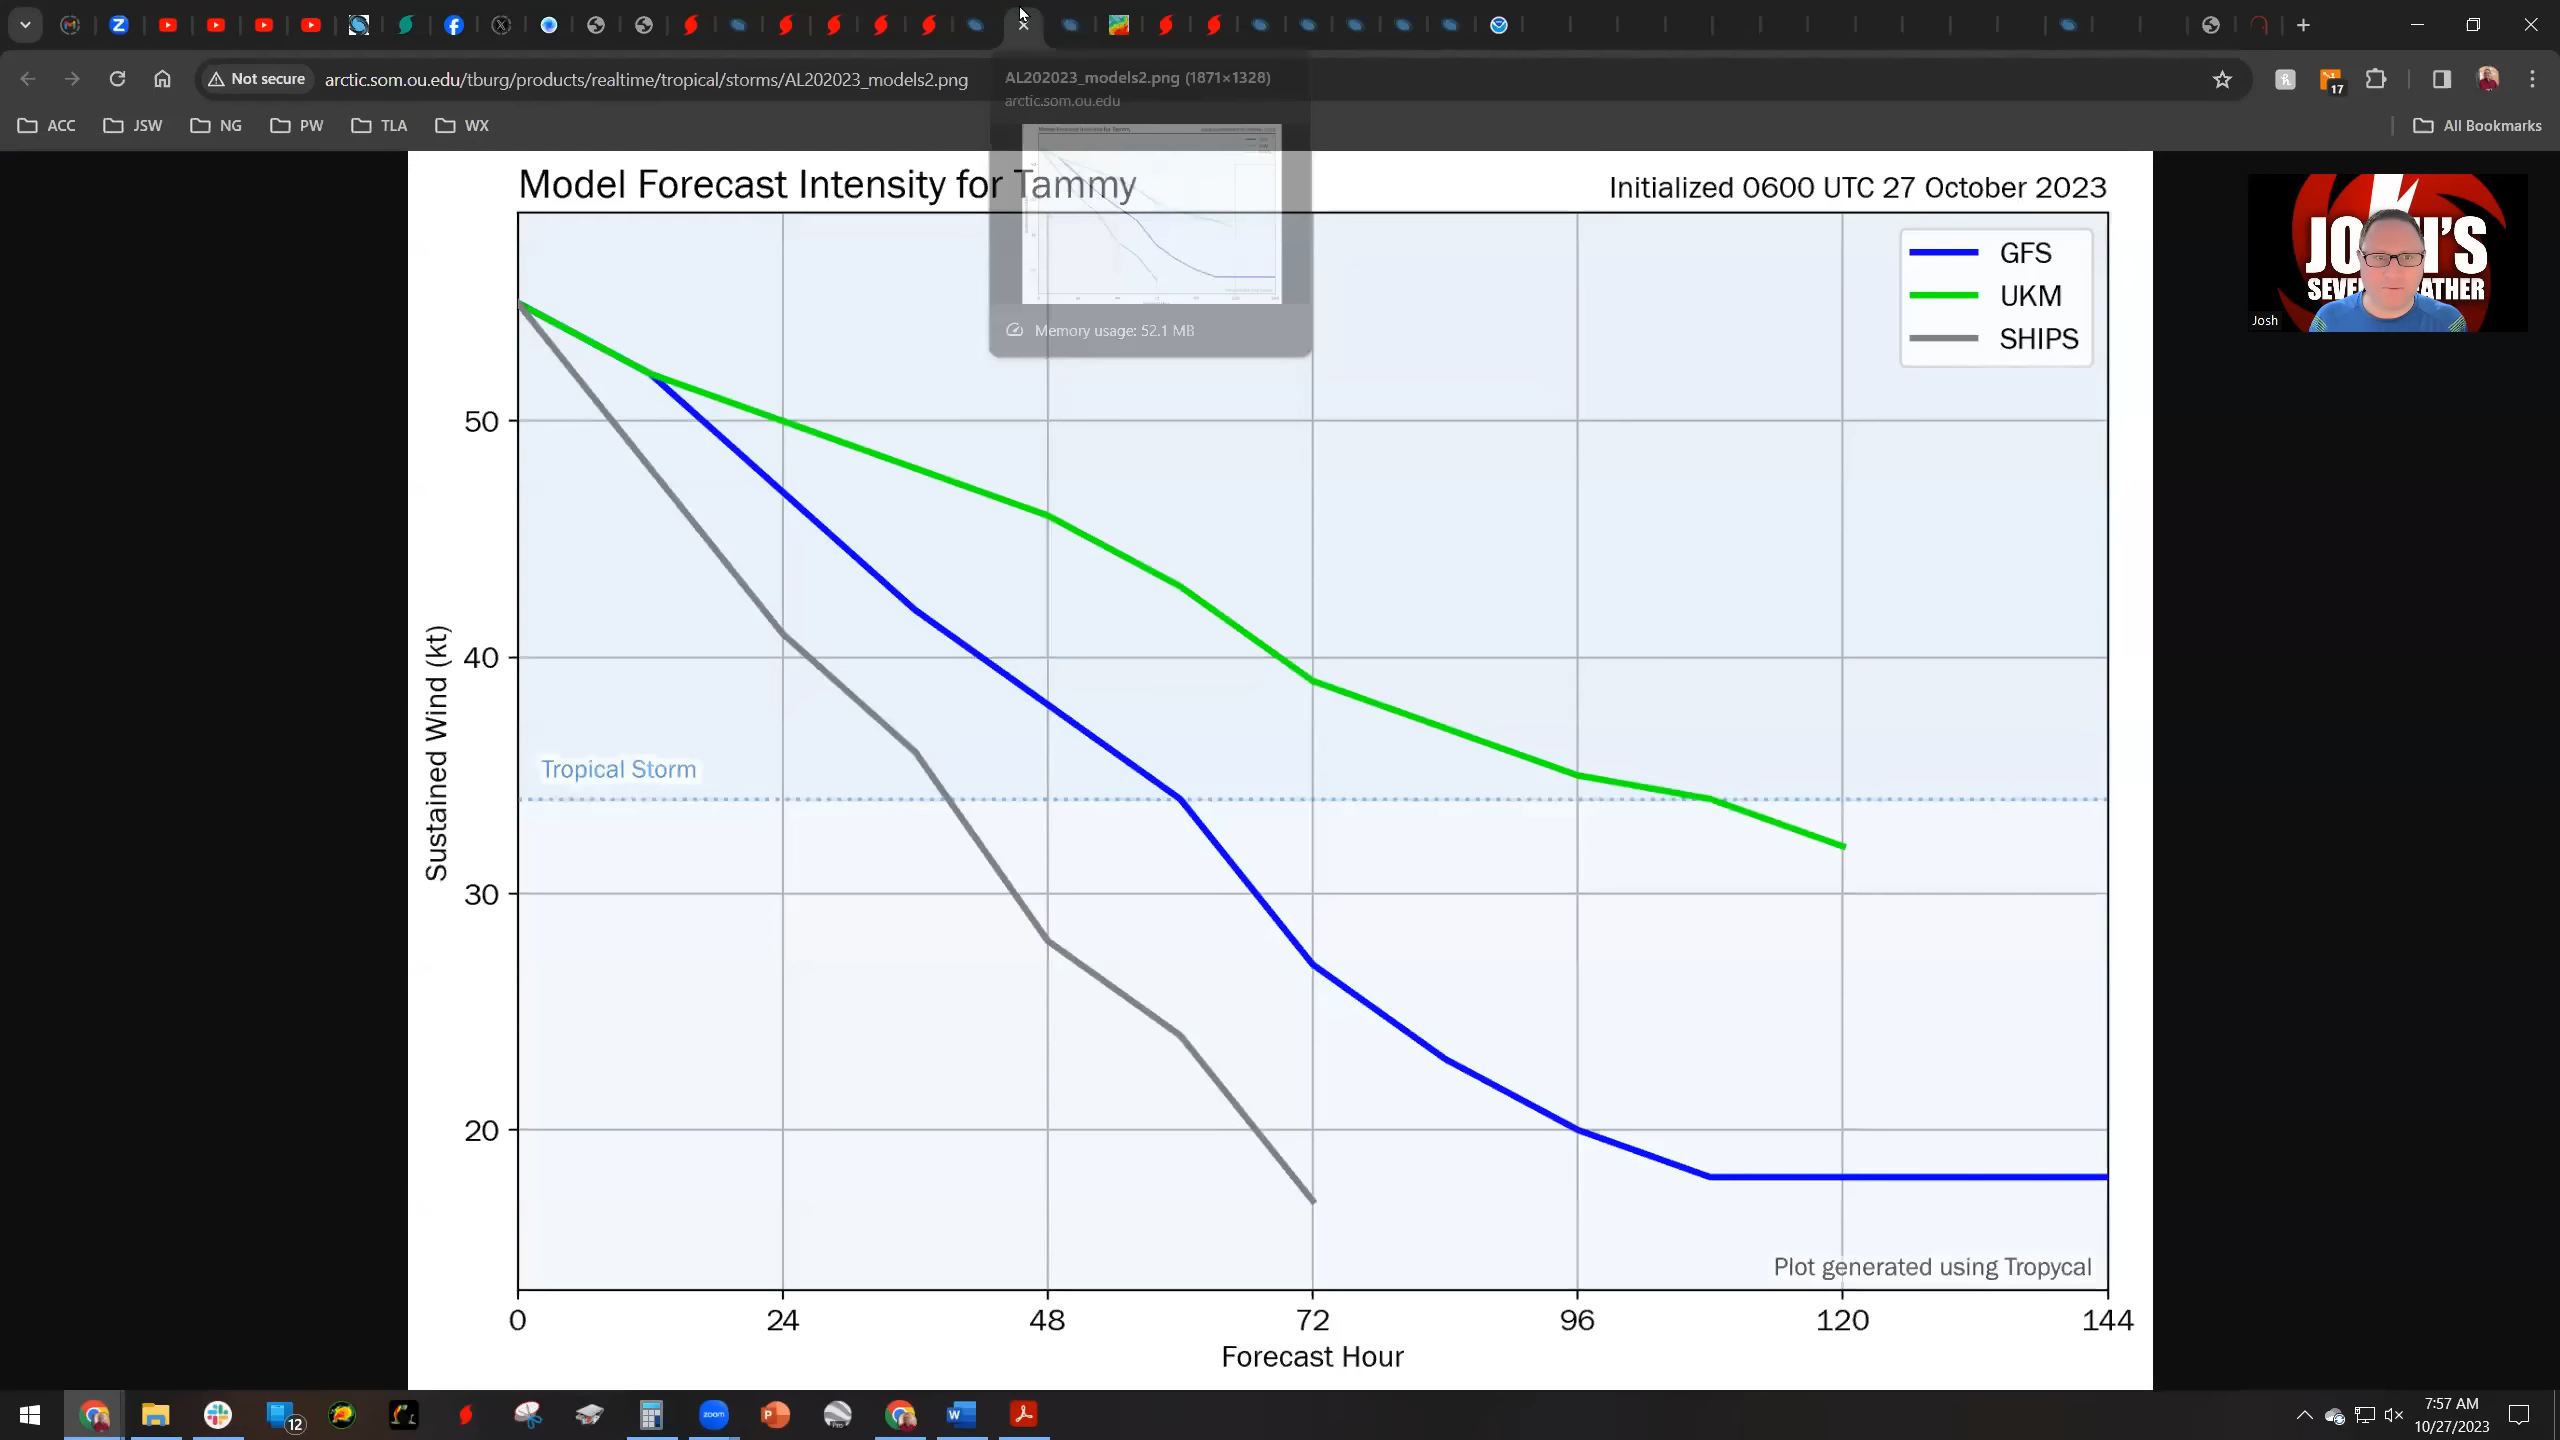 Not secure
arctic.som.ou.edu/tburg/products/realtime/tropical/storms/AL202023_models2.png
17
AL202023_models2.png (1871×1328)
arctic.som.ou.edu
ACC
JSW
NG
PW
TLA
WX
All Bookmarks
Model Forecast Intensity for Tammy
Initialized 0600 UTC 27 October 2023
GFS
UKM
SHIPS
Memory usage: 52.1 MB
Josh
50
40
30
20
Sustained Wind (kt)
Tropical Storm
Plot generated using Tropycal
0
24
48
72
96
120
144
Forecast Hour
12
zoom
7:57 AM
10/27/2023